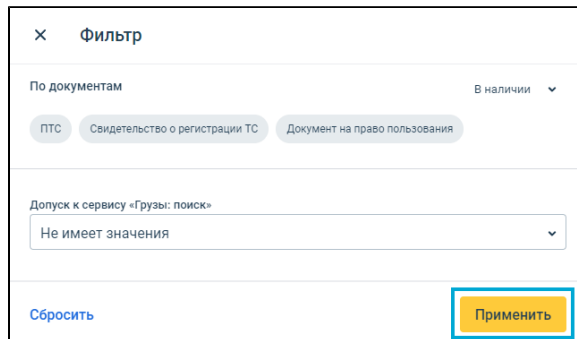 Фильтр
По документам
В наличии
ПТС
Свидетельство о регистрации ТС
Документ на право пользования
Допуск к сервису «Грузы: поиск»
Не имеет значения
Сбросить
Применить